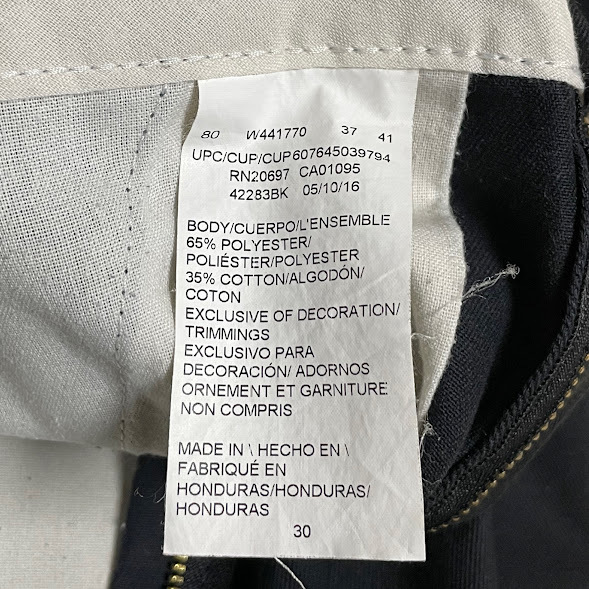 80 W441770 37 41
UPC/CUP/CUP607645039794
RN20697 CA01095
42283BK 05/10/16
BODY/CUERPO/L'ENSEMBLE
65% POLYESTER/
POLIÉSTER/POLYESTER
35% COTTON/ALGODÓN/
COTON
EXCLUSIVE OF DECORATION/
TRIMMINGS
EXCLUSIVO PARA
DECORACIÓN/ ADORNOS
ORNEMENT ET GARNITURE
NON COMPRIS
MADE IN \ HECHO EN \
FABRIQUÉ EN
HONDURAS/HONDURAS/
HONDURAS
30